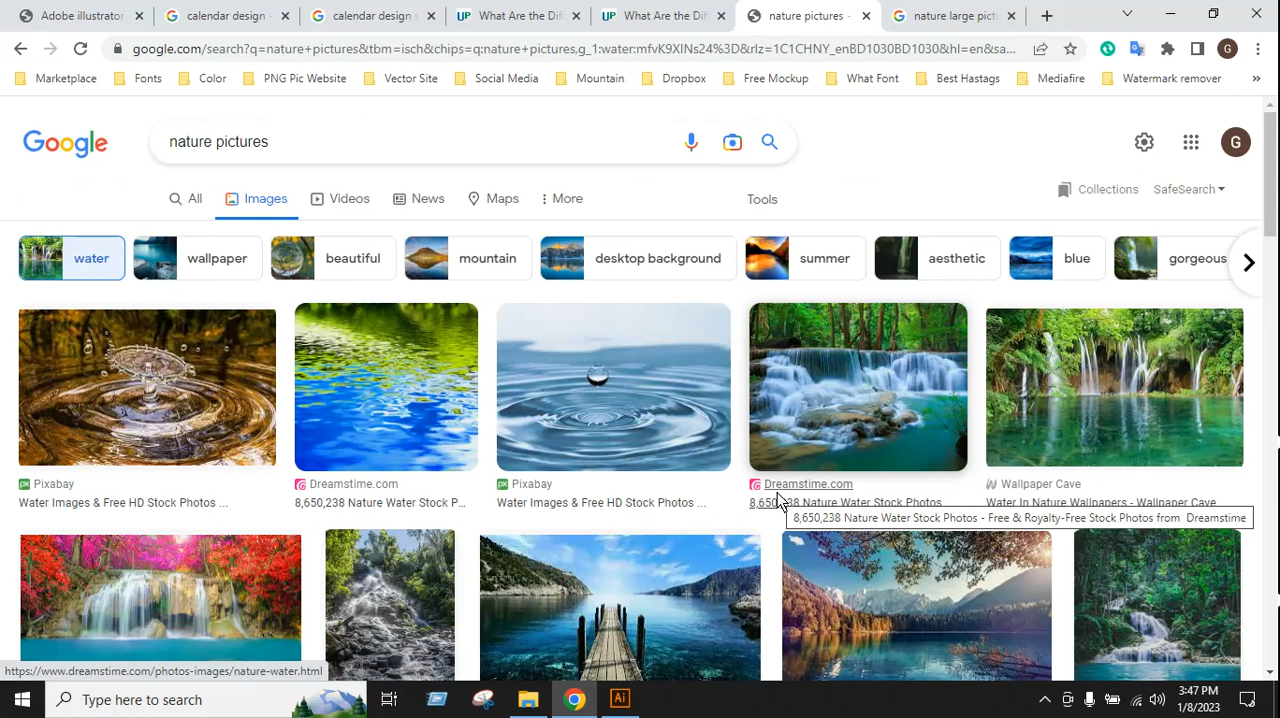 Adobe illustrator
calendar design -
calendar design s
UP What Are the Dif
UP What Are the Dif
nature pictures -
nature large pict
google.com/search?q=nature+pictures&tbm=isch&chips=q:nature+pictures,g_1:water:mfvK9XINs24%3D&rlz=1C1CHNY_enBD1030BD1030&hl=en&sa...
G
Marketplace
Fonts
Color
PNG Pic Website
Vector Site
Social Media
Mountain
Dropbox
Free Mockup
What Font
Best Hastags
Mediafire
Watermark remover
»
Google
nature pictures
G
All
Images
Videos
News
Maps
More
Tools
Collections
SafeSearch
water
wallpaper
beautiful
mountain
desktop background
summer
aesthetic
blue
gorgeous
Pixabay
Water Images & Free HD Stock Photos ...
Dreamstime.com
8,650,238 Nature Water Stock P...
Pixabay
Water Images & Free HD Stock Photos ...
Dreamstime.com
8,650,238 Nature Water Stock Photos
Wallpaper Cave
Water In Nature Wallpapers - Wallpaper Cave
8,650,238 Nature Water Stock Photos - Free & Royalty-Free Stock Photos from Dreamstime
https://www.dreamstime.com/photos-images/nature-water.html
Type here to search
Ai
3:47 PM
1/8/2023